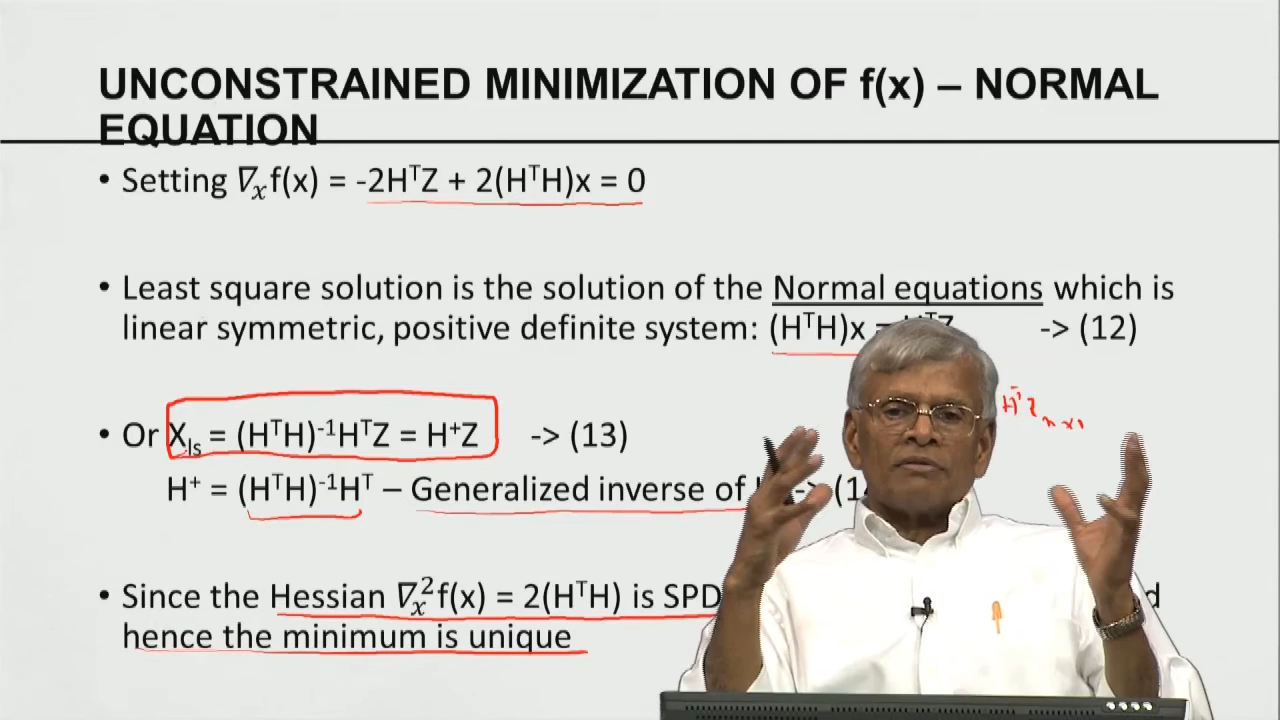 UNCONSTRAINED MINIMIZATION OF f(x) – NORMAL
EQUATION
• Setting ∇ₓf(x) = -2HᵀZ + 2(HᵀH)x = 0
• Least square solution is the solution of the Normal equations which is
linear symmetric, positive definite system: (HᵀH)x = HᵀZ -> (12)
• Or Xₗₛ = (HᵀH)⁻¹HᵀZ = H⁺Z -> (13)
H⁺ = (HᵀH)⁻¹Hᵀ – Generalized inverse of
• Since the Hessian ∇ₓ²f(x) = 2(HᵀH) is SPD
hence the minimum is unique